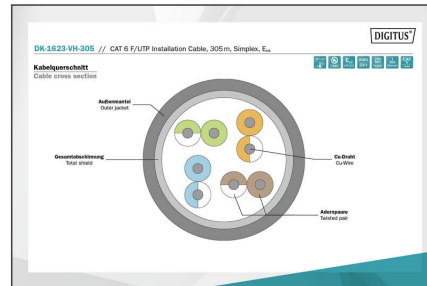 DIGITUS®
DK-1623-VH-305 // CAT 6 F/UTP Installation Cable, 305 m, Simplex, Eca
Kabelquerschnitt
Cable cross section
Außenmantel
Outer jacket
Gesamtabschirmung
Total shield
Cu-Draht
Cu-Wire
Adernpaare
Twisted pair